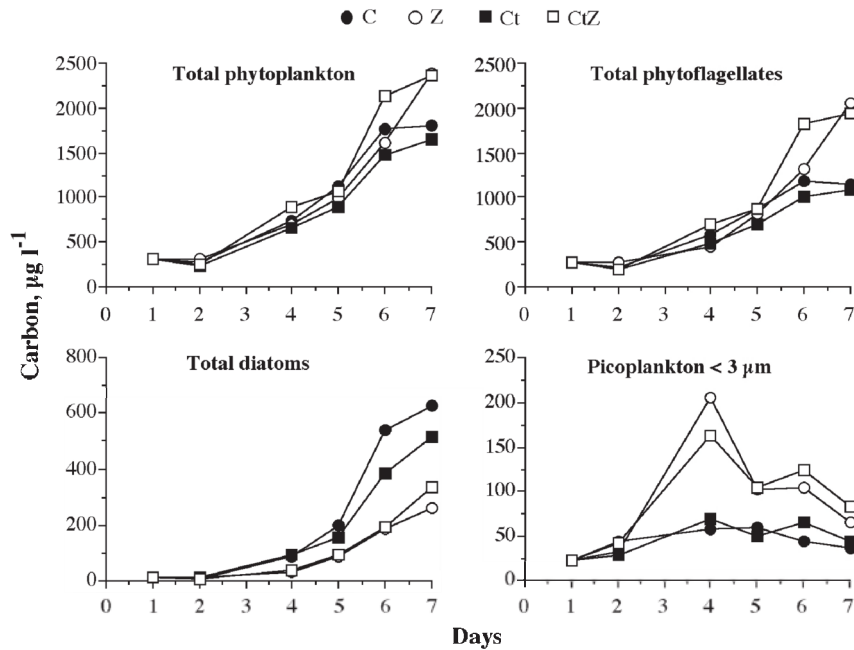 C Z Ct CtZ
Total phytoplankton
2500
2000
1500
1000
500
0
0 1 2 3 4 5 6 7
Total phytoflagellates
2500
2000
1500
1000
500
0
0 1 2 3 4 5 6 7
Carbon, µg l⁻¹
Total diatoms
800
600
400
200
0
0 1 2 3 4 5 6 7
Picoplankton < 3 µm
250
200
150
100
50
0
0 1 2 3 4 5 6 7
Days